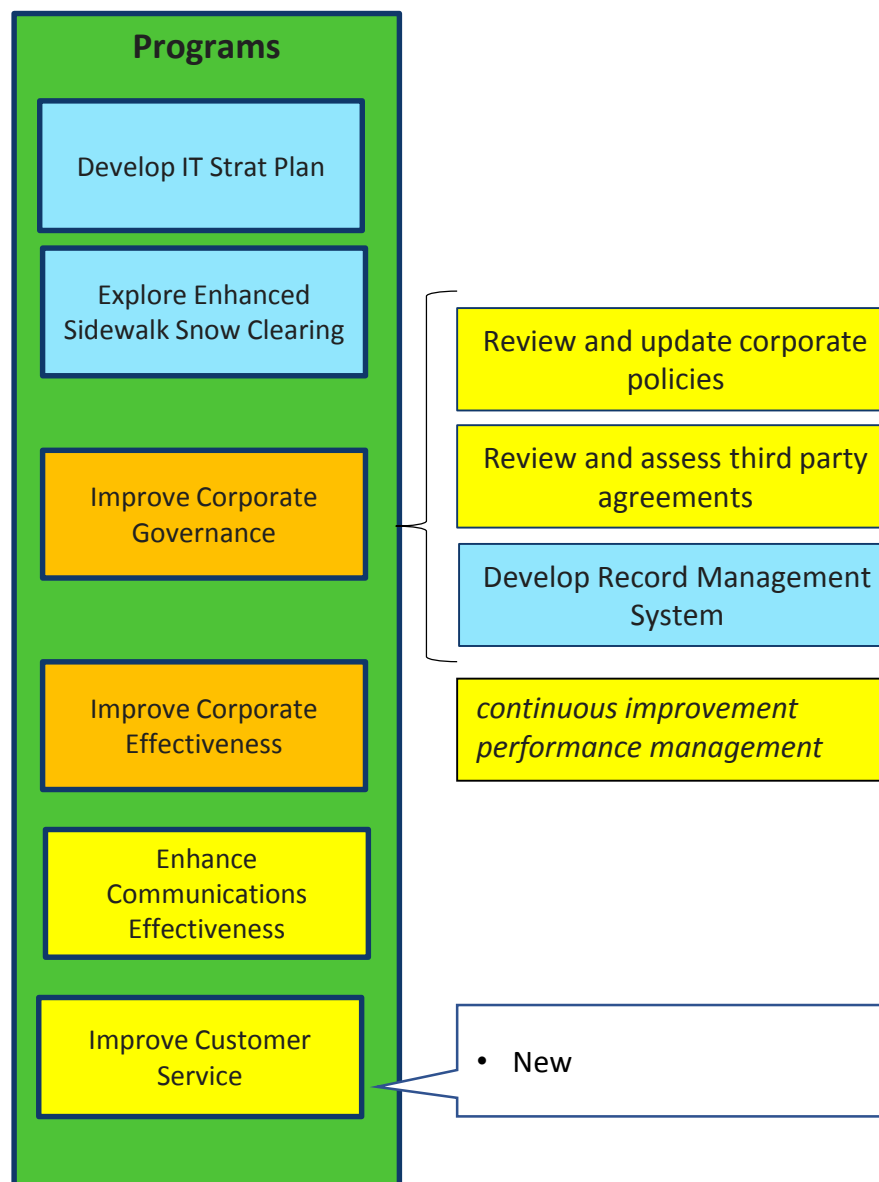 Programs
Develop IT Strat Plan
Explore Enhanced
Sidewalk Snow Clearing
Improve Corporate
Governance
Review and update corporate
policies
Review and assess third party
agreements
Develop Record Management
System
Improve Corporate
Effectiveness
continuous improvement
performance management
Enhance
Communications
Effectiveness
Improve Customer
Service
• New